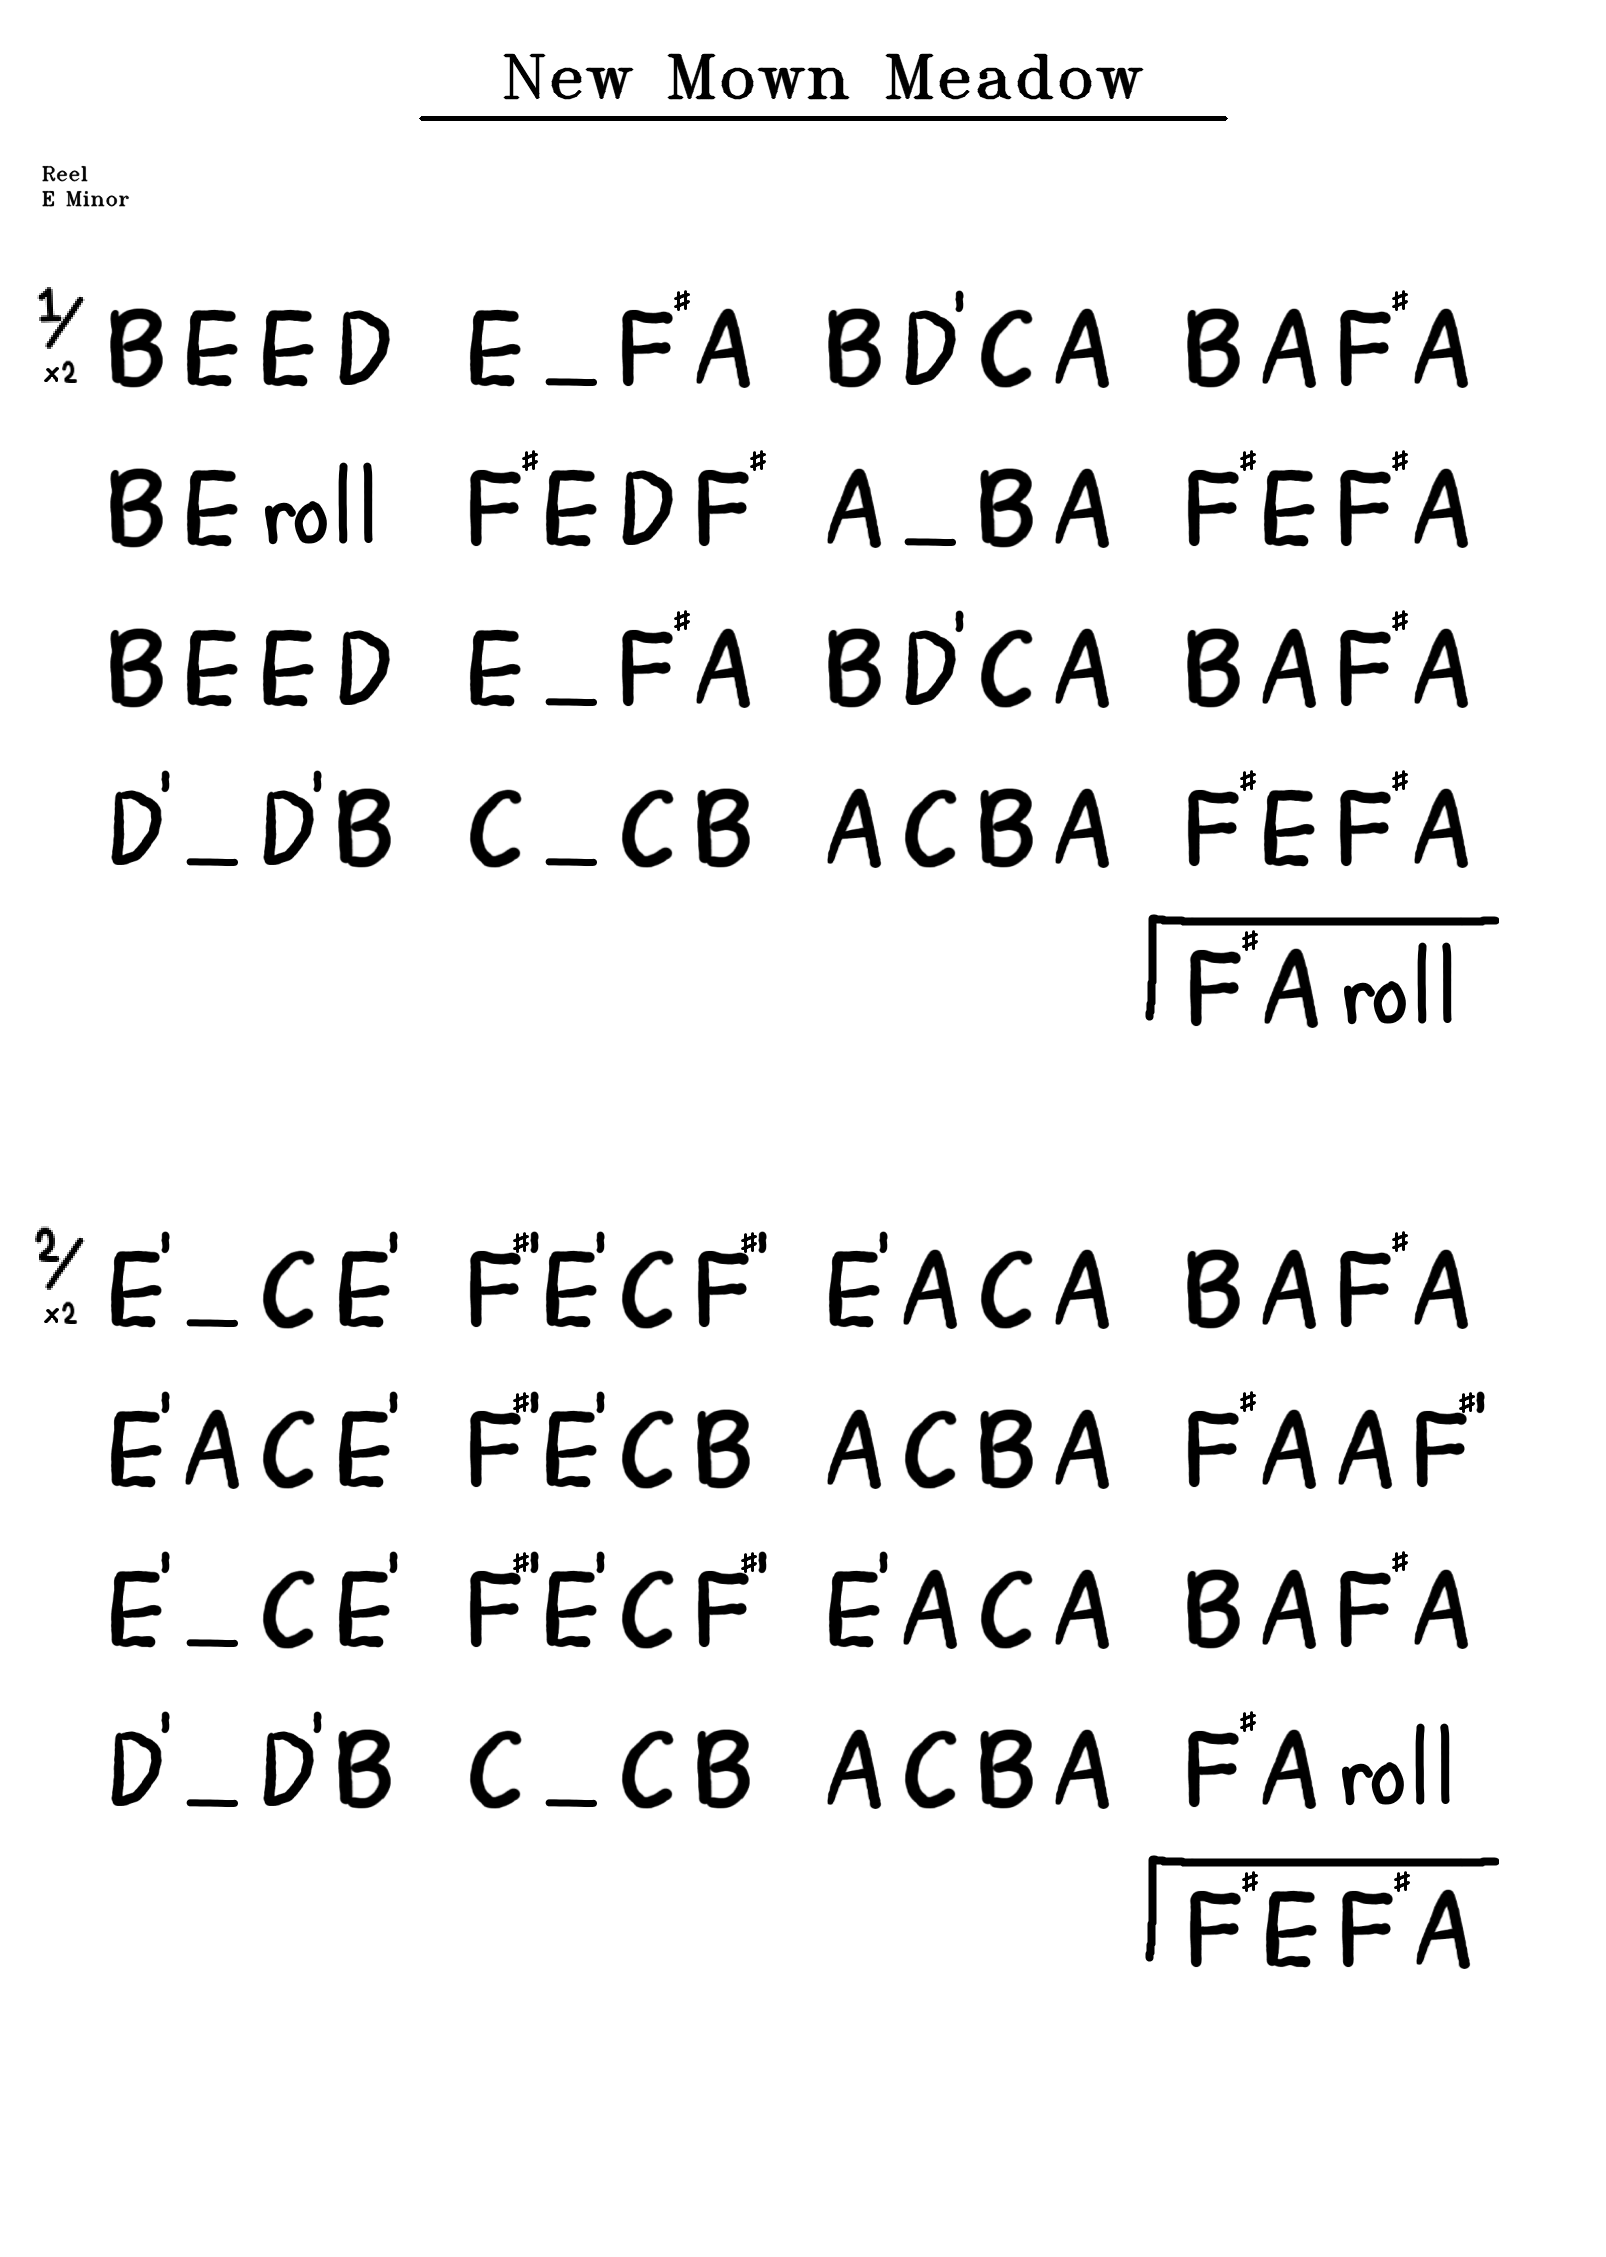 New Mown Meadow
Reel
E Minor
1/ x2 BEED E_F#A BD'CA BAF#A
BE roll F#EDF# A_BA F#EF#A
BEED E_F#A BD'CA BAF#A
D'_D'B C_CB ACBA F#EF#A
F#A roll
2/ x2 E'_CE' F#'E'CF#' E'ACA BAF#A
E'ACE' F#'E'CB ACBA F#AAF#'
E'_CE' F#'E'CF#' E'ACA BAF#A
D'_D'B C_CB ACBA F#A roll
F#EF#A